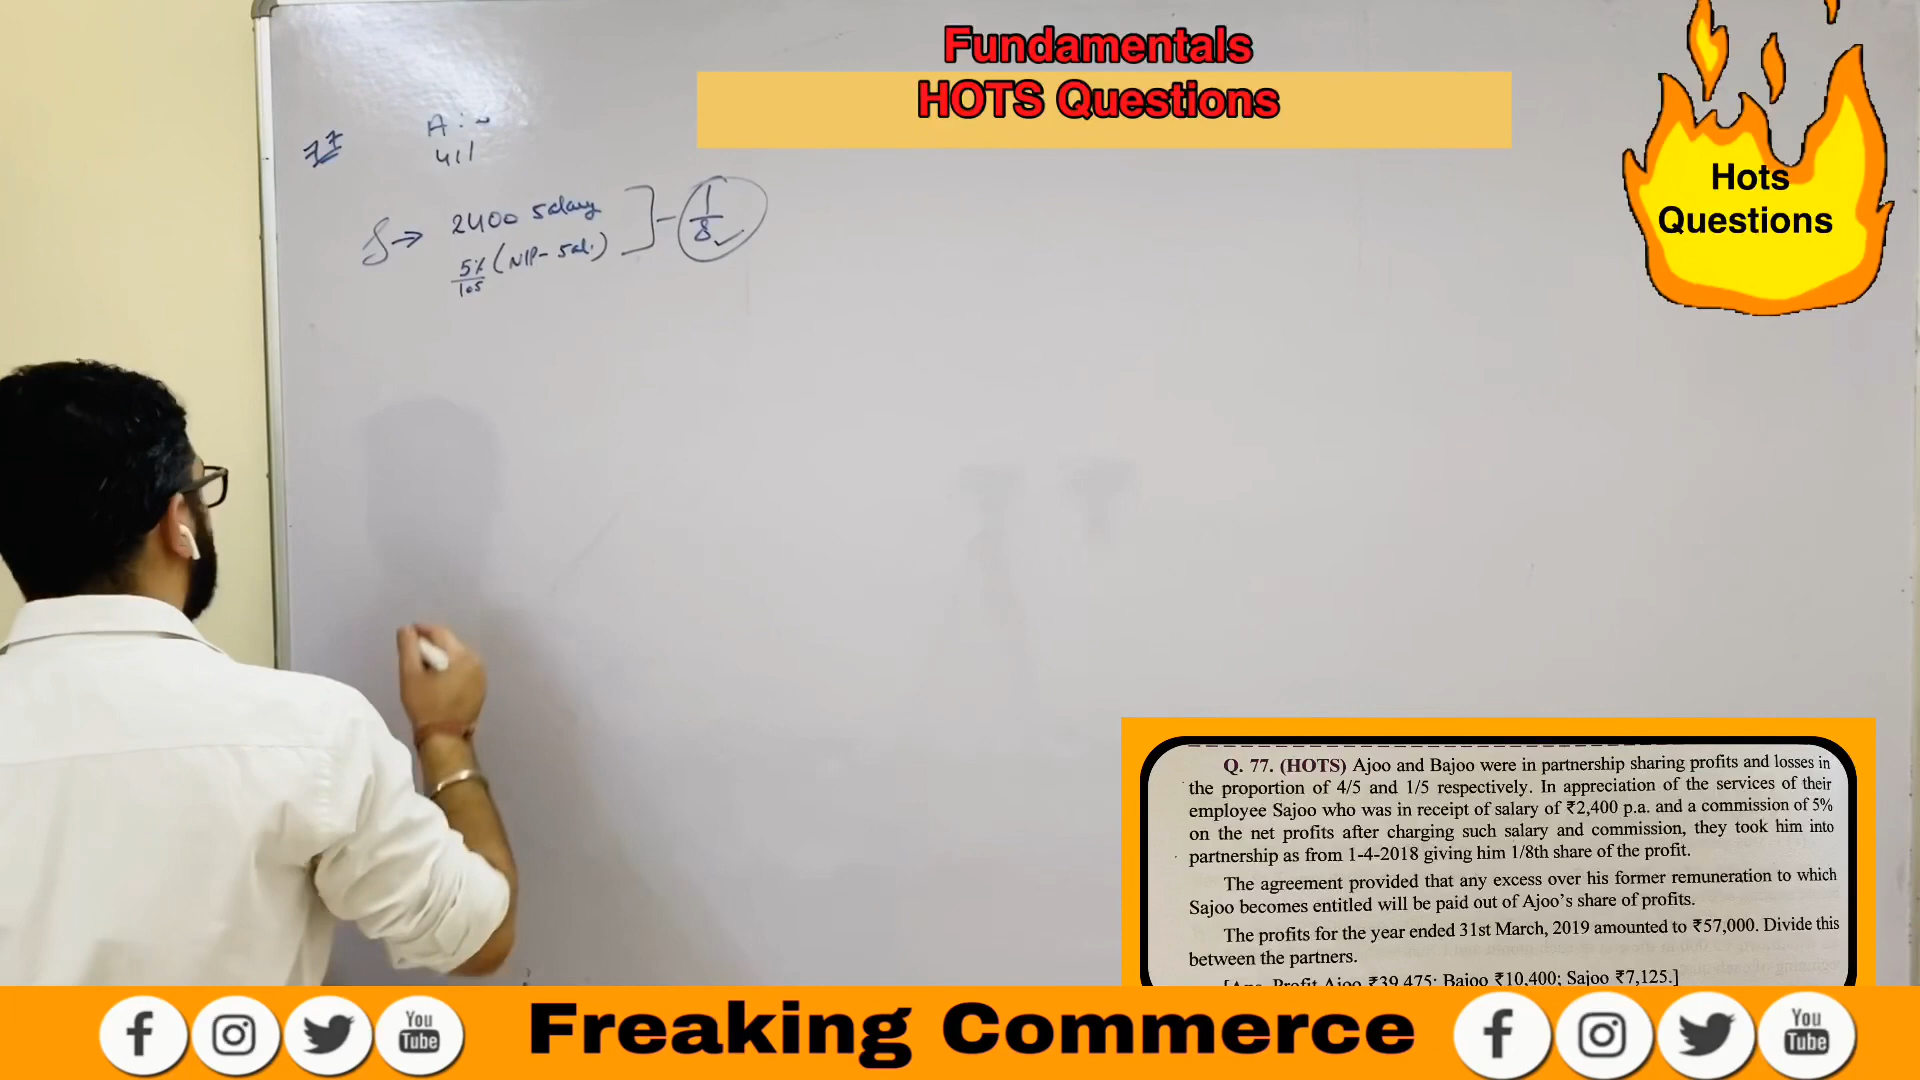 Fundamentals
HOTS Questions
Hots
Questions
77
A :
4:1
S → 2400 Salary
5% (N/P - Sal.)
105
1
8
Q. 77. (HOTS) Ajoo and Bajoo were in partnership sharing profits and losses in
the proportion of 4/5 and 1/5 respectively. In appreciation of the services of their
employee Sajoo who was in receipt of salary of ₹2,400 p.a. and a commission of 5%
on the net profits after charging such salary and commission, they took him into
partnership as from 1-4-2018 giving him 1/8th share of the profit.
The agreement provided that any excess over his former remuneration to which
Sajoo becomes entitled will be paid out of Ajoo's share of profits.
The profits for the year ended 31st March, 2019 amounted to ₹57,000. Divide this
between the partners.
[Ans. Profit Ajoo ₹39,475; Bajoo ₹10,400; Sajoo ₹7,125.]
You
Tube
Freaking Commerce
You
Tube